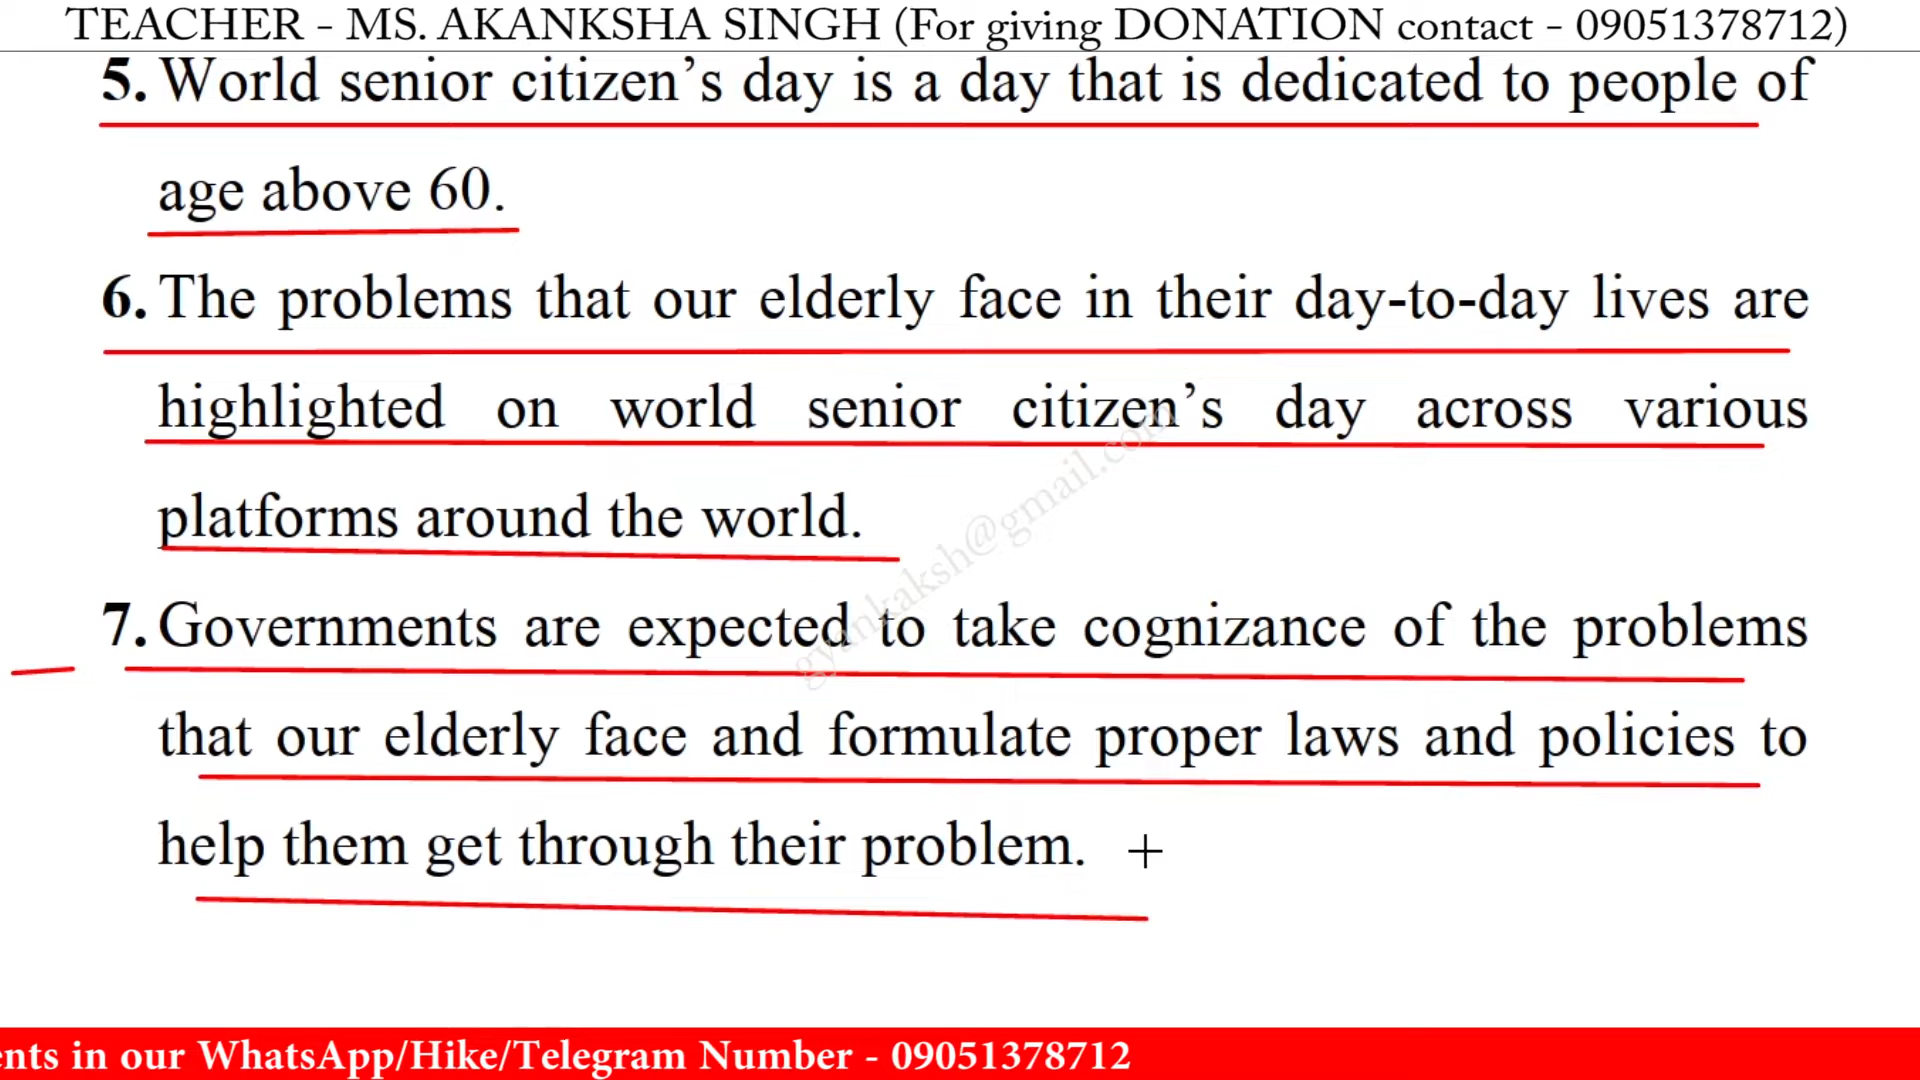 TEACHER - MS. AKANKSHA SINGH (For giving DONATION contact - 09051378712)
5. World senior citizen’s day is a day that is dedicated to people of
age above 60.
6. The problems that our elderly face in their day-to-day lives are
highlighted on world senior citizen’s day across various
platforms around the world.
gyankaksh@gmail.com
7. Governments are expected to take cognizance of the problems
that our elderly face and formulate proper laws and policies to
help them get through their problem.
in our WhatsApp/Hike/Telegram Number - 09051378712